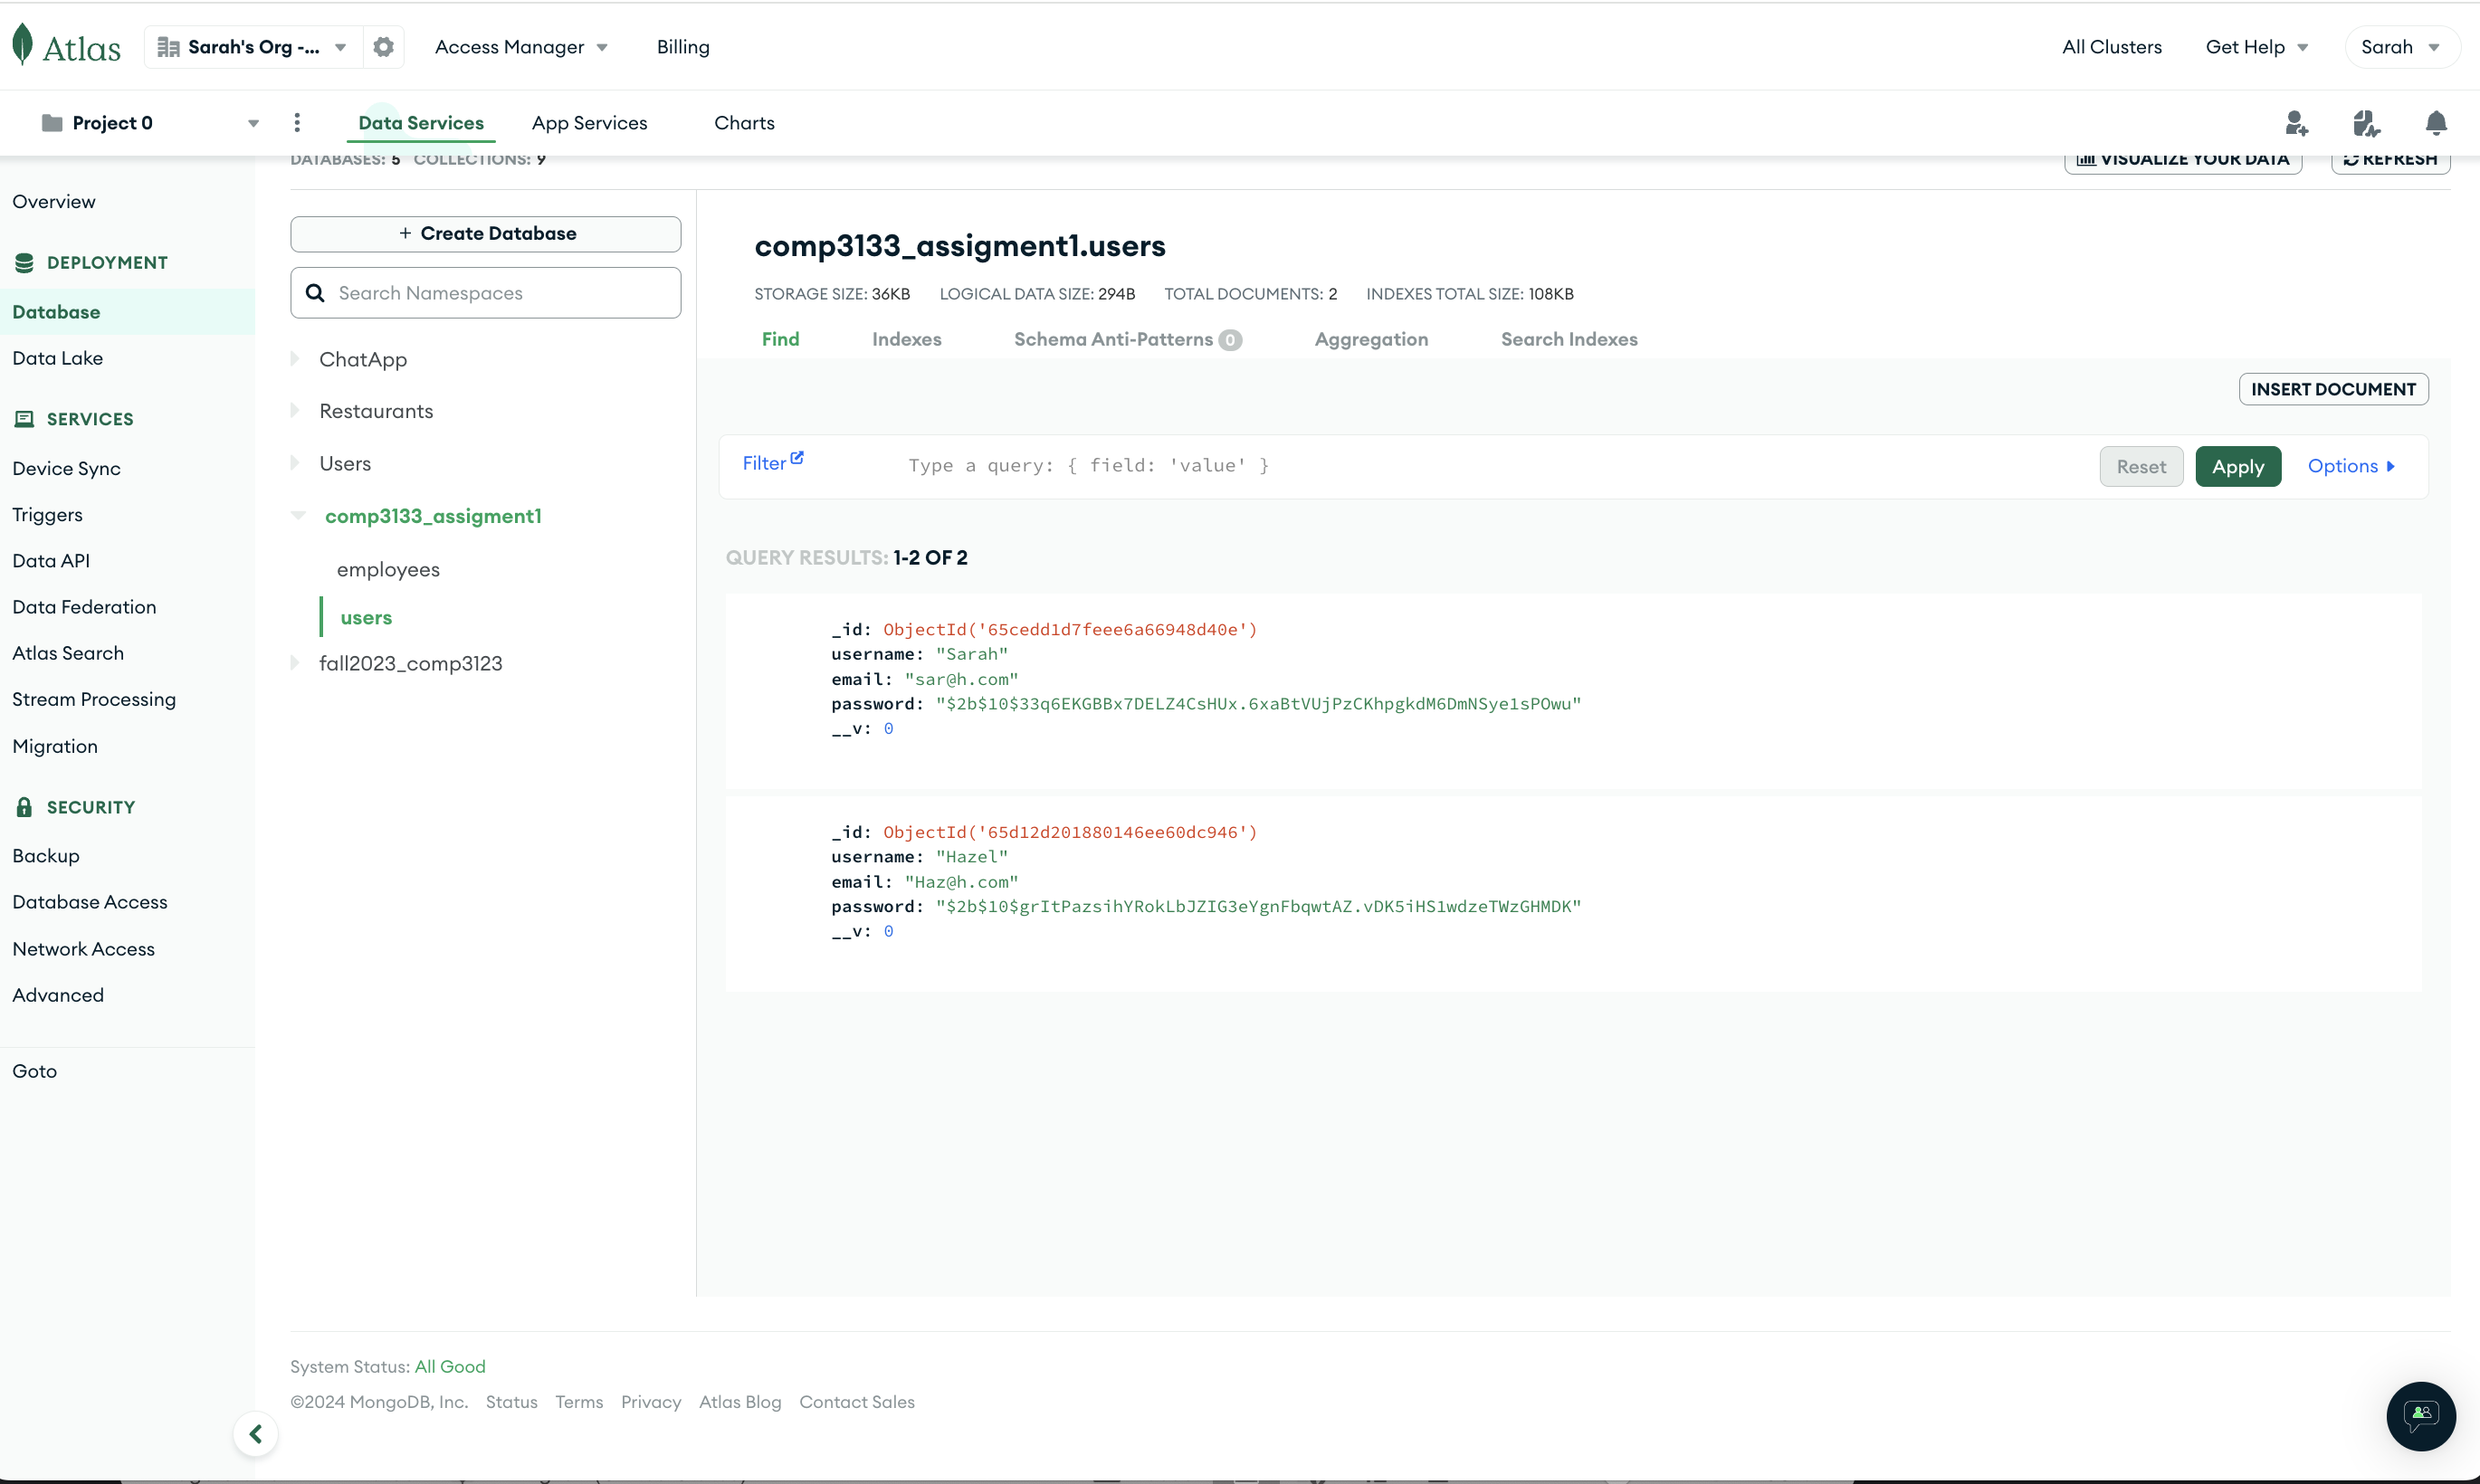 Atlas
Sarah's Org -...
Access Manager
Billing
All Clusters
Get Help
Sarah
Project 0
Data Services
App Services
Charts
DATABASES: 5 COLLECTIONS: 9
VISUALIZE YOUR DATA
REFRESH
Overview
DEPLOYMENT
Database
Data Lake
SERVICES
Device Sync
Triggers
Data API
Data Federation
Atlas Search
Stream Processing
Migration
SECURITY
Backup
Database Access
Network Access
Advanced
Goto
+ Create Database
Search Namespaces
ChatApp
Restaurants
Users
comp3133_assigment1
employees
users
fall2023_comp3123
comp3133_assigment1.users
STORAGE SIZE: 36KB LOGICAL DATA SIZE: 294B TOTAL DOCUMENTS: 2 INDEXES TOTAL SIZE: 108KB
Find
Indexes
Schema Anti-Patterns 0
Aggregation
Search Indexes
INSERT DOCUMENT
Filter
Type a query: { field: 'value' }
Reset
Apply
Options
QUERY RESULTS: 1-2 OF 2
_id: ObjectId('65cedd1d7feee6a66948d40e')
username: "Sarah"
email: "sar@h.com"
password: "$2b$10$33q6EKGBBx7DELZ4CsHUx.6xaBtVUjPzCKhpgkdM6DmNSye1sPOwu"
__v: 0
_id: ObjectId('65d12d201880146ee60dc946')
username: "Hazel"
email: "Haz@h.com"
password: "$2b$10$grItPazsihYRokLbJZIG3eYgnFbqwtAZ.vDK5iHS1wdzeTWzGHMDK"
__v: 0
System Status: All Good
©2024 MongoDB, Inc. Status Terms Privacy Atlas Blog Contact Sales